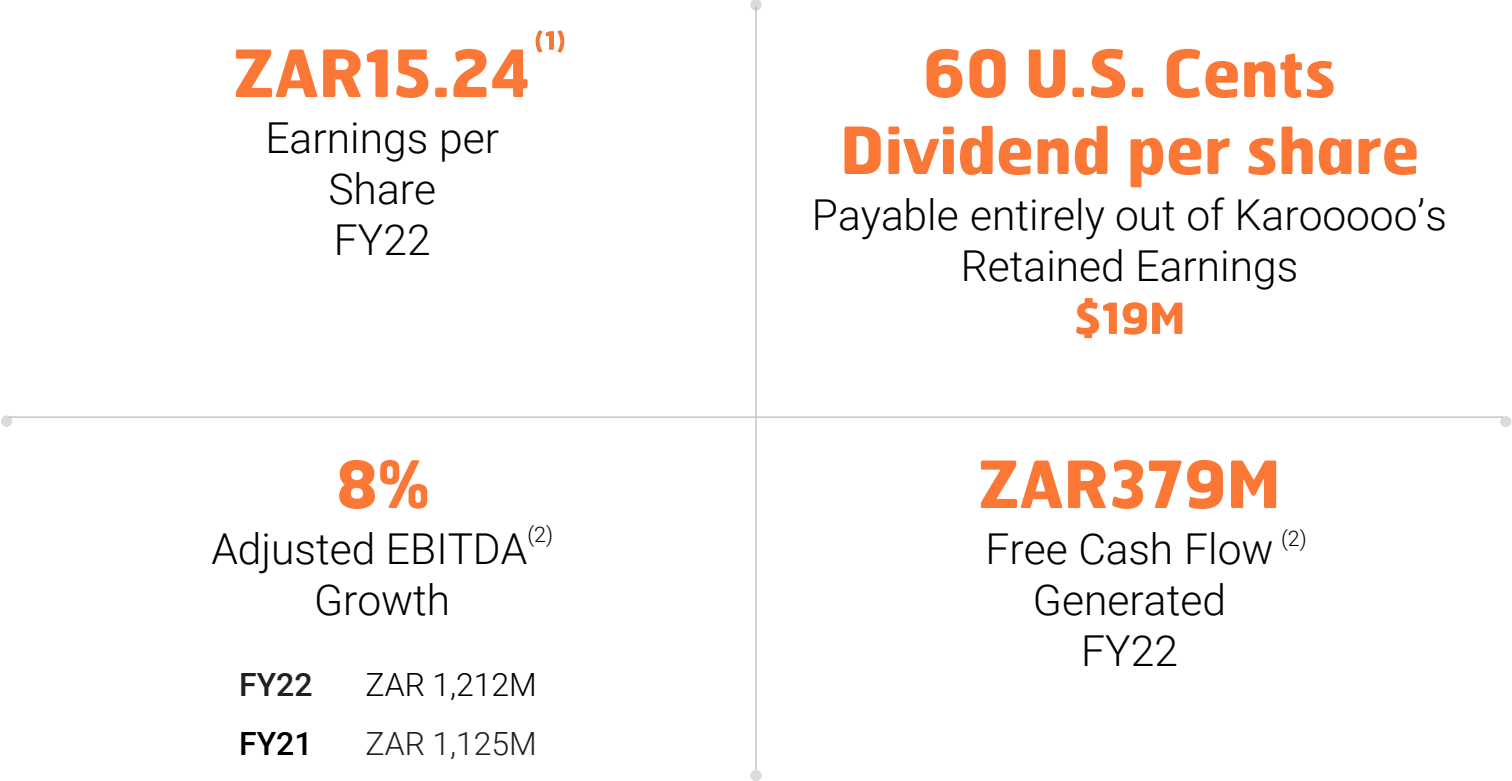 ZAR15.24 (1)
Earnings per
Share
FY22
60 U.S. Cents
Dividend per share
Payable entirely out of Karooooo’s
Retained Earnings
$19M
8%
Adjusted EBITDA(2)
Growth
FY22 ZAR 1,212M
FY21 ZAR 1,125M
ZAR379M
Free Cash Flow (2)
Generated
FY22